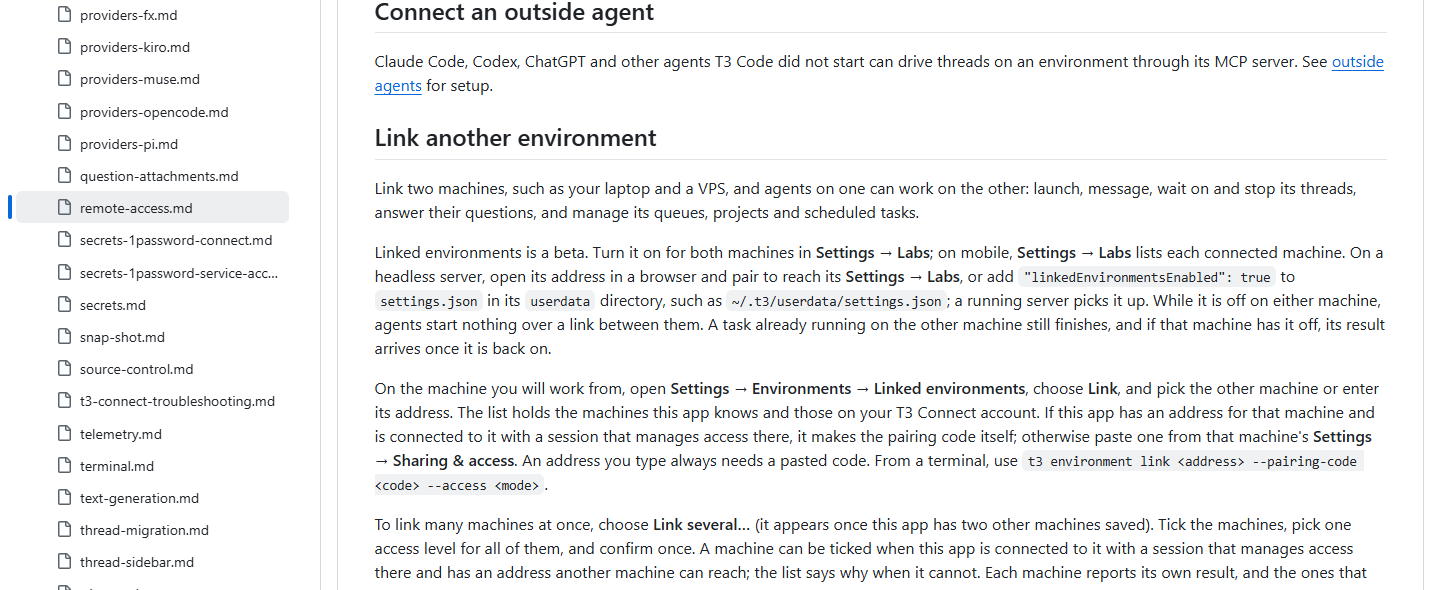 providers-fx.md
providers-kiro.md
providers-muse.md
providers-opencode.md
providers-pi.md
question-attachments.md
remote-access.md
secrets-1password-connect.md
secrets-1password-service-acc...
secrets.md
snap-shot.md
source-control.md
t3-connect-troubleshooting.md
telemetry.md
terminal.md
text-generation.md
thread-migration.md
thread-sidebar.md
Connect an outside agent
Claude Code, Codex, ChatGPT and other agents T3 Code did not start can drive threads on an environment through its MCP server. See outside
agents for setup.
Link another environment
Link two machines, such as your laptop and a VPS, and agents on one can work on the other: launch, message, wait on and stop its threads,
answer their questions, and manage its queues, projects and scheduled tasks.
Linked environments is a beta. Turn it on for both machines in Settings → Labs; on mobile, Settings → Labs lists each connected machine. On a
headless server, open its address in a browser and pair to reach its Settings → Labs, or add "linkedEnvironmentsEnabled": true to
settings.json in its userdata directory, such as ~/.t3/userdata/settings.json; a running server picks it up. While it is off on either machine,
agents start nothing over a link between them. A task already running on the other machine still finishes, and if that machine has it off, its result
arrives once it is back on.
On the machine you will work from, open Settings → Environments → Linked environments, choose Link, and pick the other machine or enter
its address. The list holds the machines this app knows and those on your T3 Connect account. If this app has an address for that machine and
is connected to it with a session that manages access there, it makes the pairing code itself; otherwise paste one from that machine's Settings
→ Sharing & access. An address you type always needs a pasted code. From a terminal, use t3 environment link <address> --pairing-code
<code> --access <mode>.
To link many machines at once, choose Link several... (it appears once this app has two other machines saved). Tick the machines, pick one
access level for all of them, and confirm once. A machine can be ticked when this app is connected to it with a session that manages access
there and has an address another machine can reach; the list says why when it cannot. Each machine reports its own result, and the ones that